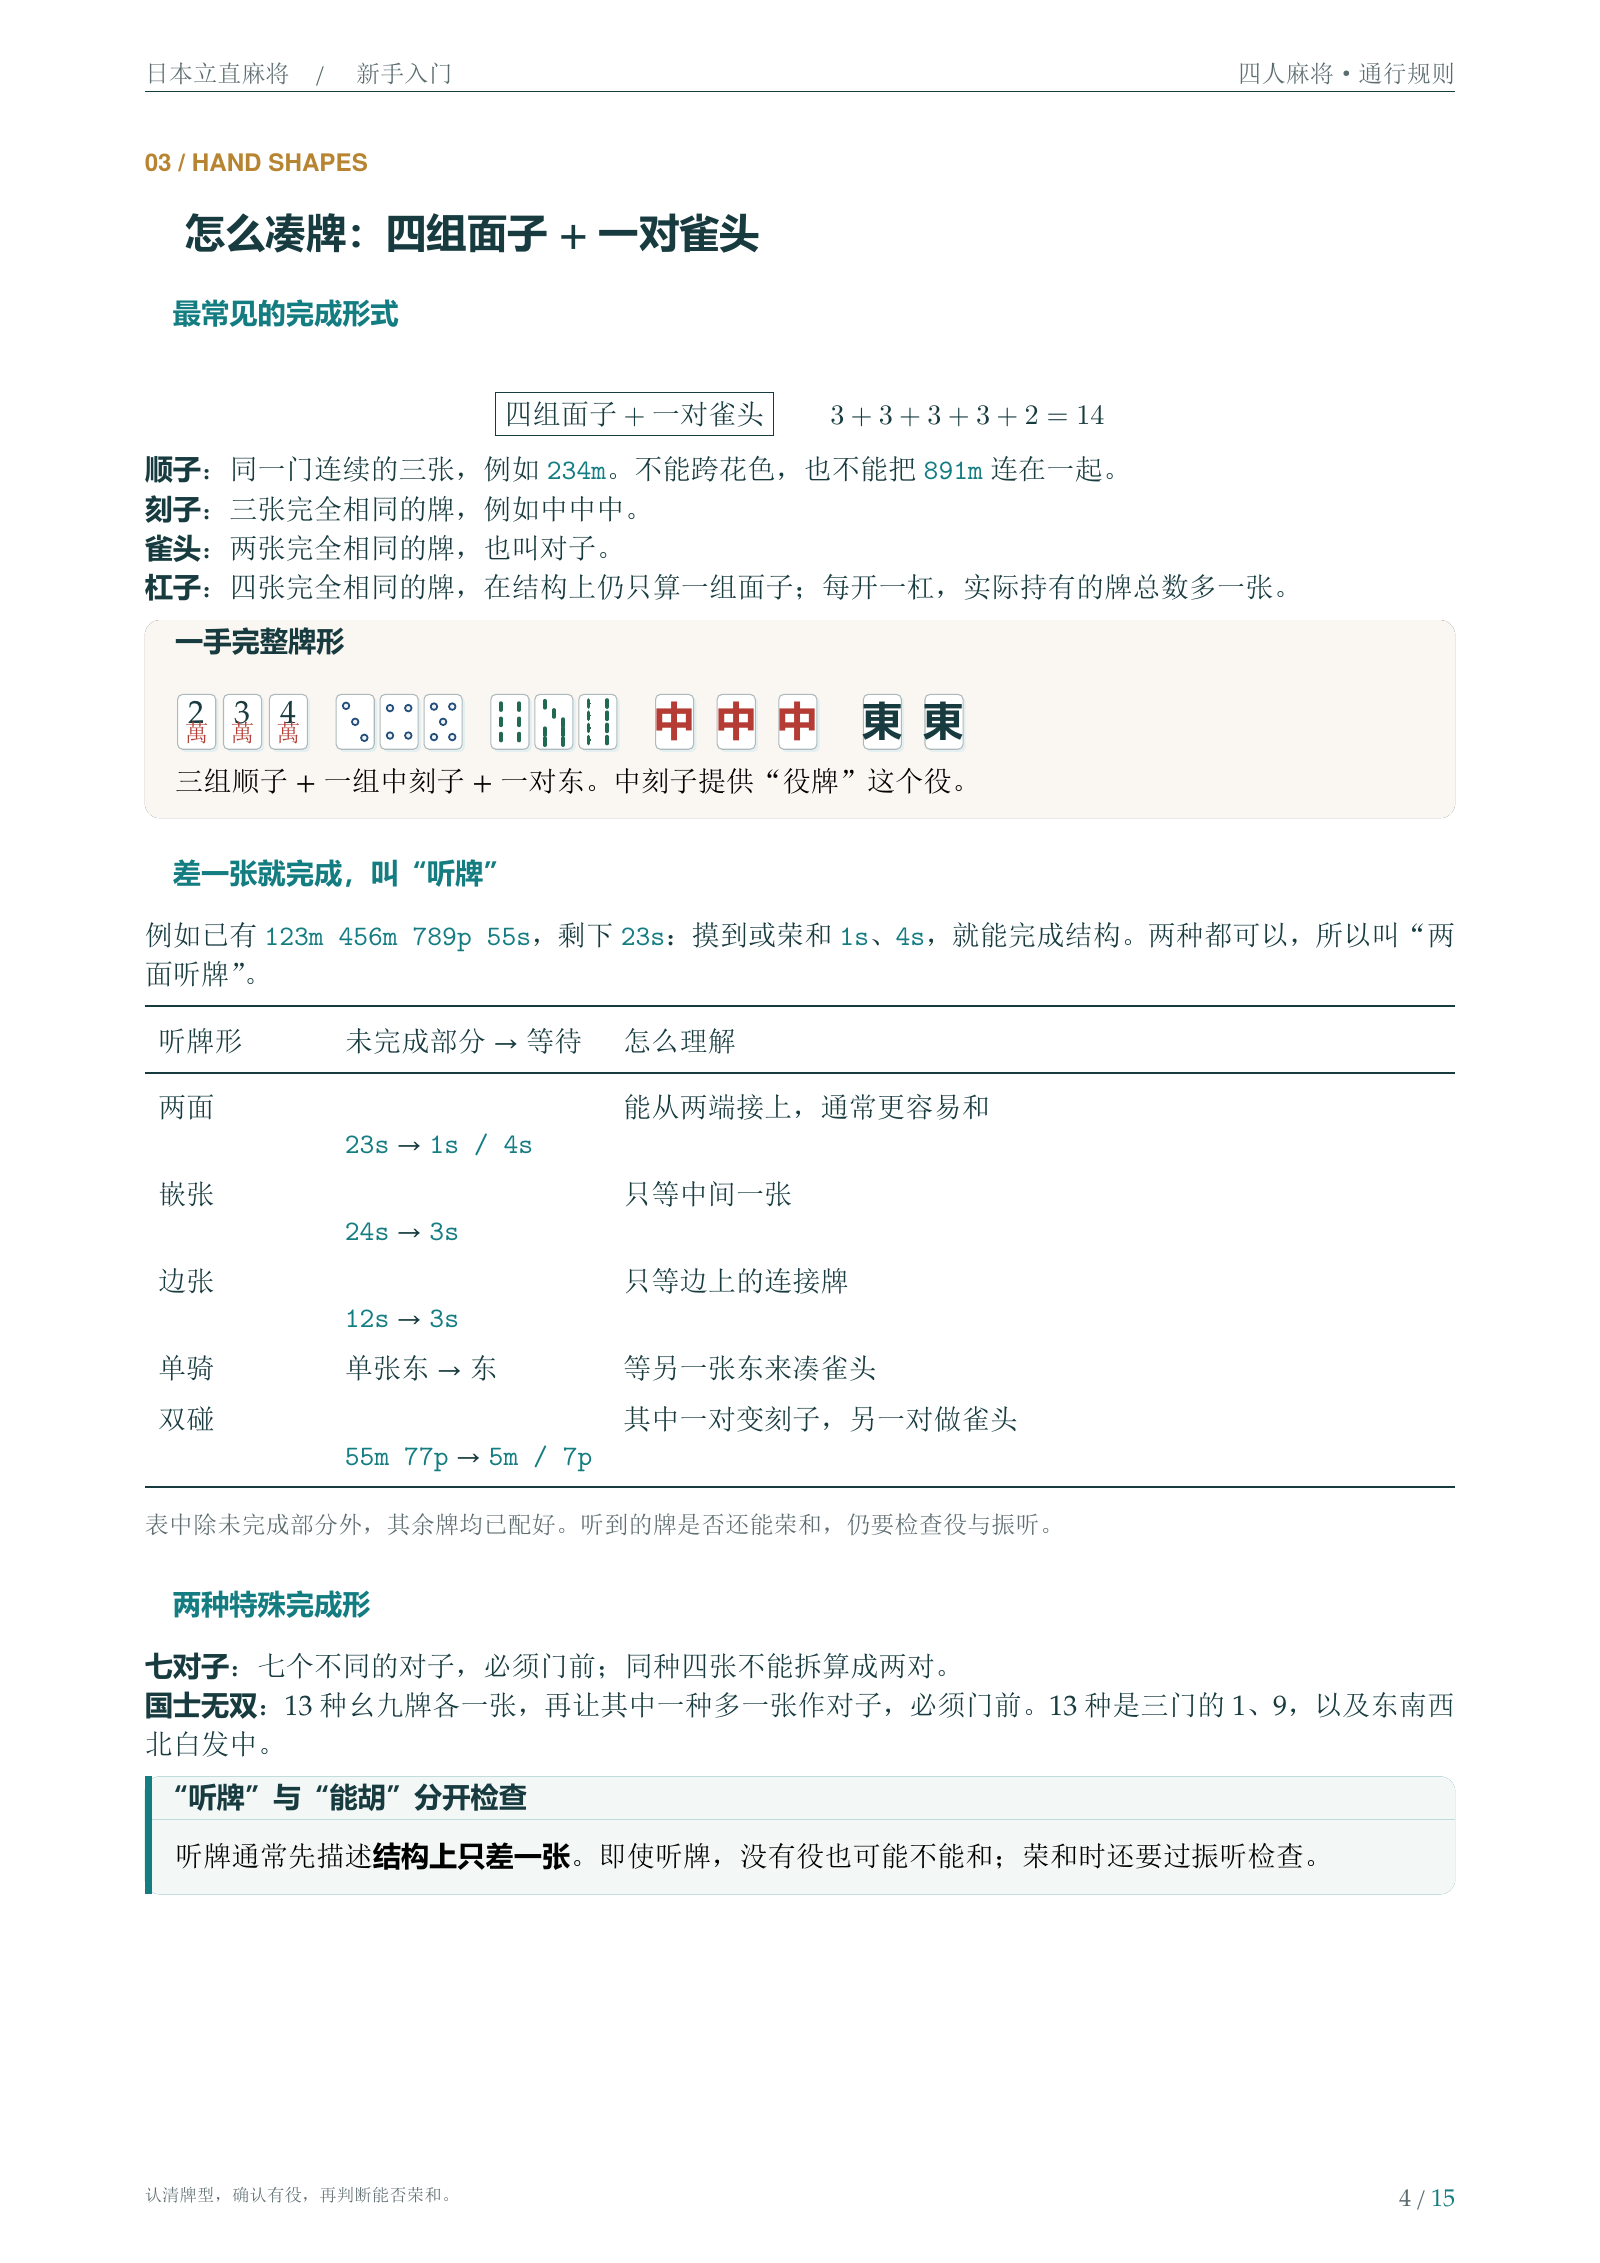 日本立直麻将 / 新手入门
四人麻将·通行规则
03 / HAND SHAPES
怎么凑牌：四组面子 + 一对雀头
最常见的完成形式
四组面子 + 一对雀头 3 + 3 + 3 + 3 + 2 = 14
顺子：同一门连续的三张，例如 234m。不能跨花色，也不能把 891m 连在一起。
刻子：三张完全相同的牌，例如中中中。
雀头：两张完全相同的牌，也叫对子。
杠子：四张完全相同的牌，在结构上仍只算一组面子；每开一杠，实际持有的牌总数多一张。
一手完整牌形
2萬 3萬 4萬 中 中 中 東 東
三组顺子 + 一组中刻子 + 一对东。中刻子提供“役牌”这个役。
差一张就完成，叫“听牌”
例如已有 123m 456m 789p 55s，剩下 23s：摸到或荣和 1s、4s，就能完成结构。两种都可以，所以叫“两
面听牌”。
听牌形 未完成部分 → 等待 怎么理解
两面 能从两端接上，通常更容易和
23s → 1s / 4s
嵌张 只等中间一张
24s → 3s
边张 只等边上的连接牌
12s → 3s
单骑 单张东 → 东 等另一张东来凑雀头
双碰 其中一对变刻子，另一对做雀头
55m 77p → 5m / 7p
表中除未完成部分外，其余牌均已配好。听到的牌是否还能荣和，仍要检查役与振听。
两种特殊完成形
七对子：七个不同的对子，必须门前；同种四张不能拆算成两对。
国士无双：13 种幺九牌各一张，再让其中一种多一张作对子，必须门前。13 种是三门的 1、9，以及东南西
北白发中。
“听牌”与“能胡”分开检查
听牌通常先描述结构上只差一张。即使听牌，没有役也可能不能和；荣和时还要过振听检查。
认清牌型，确认有役，再判断能否荣和。
4 / 15